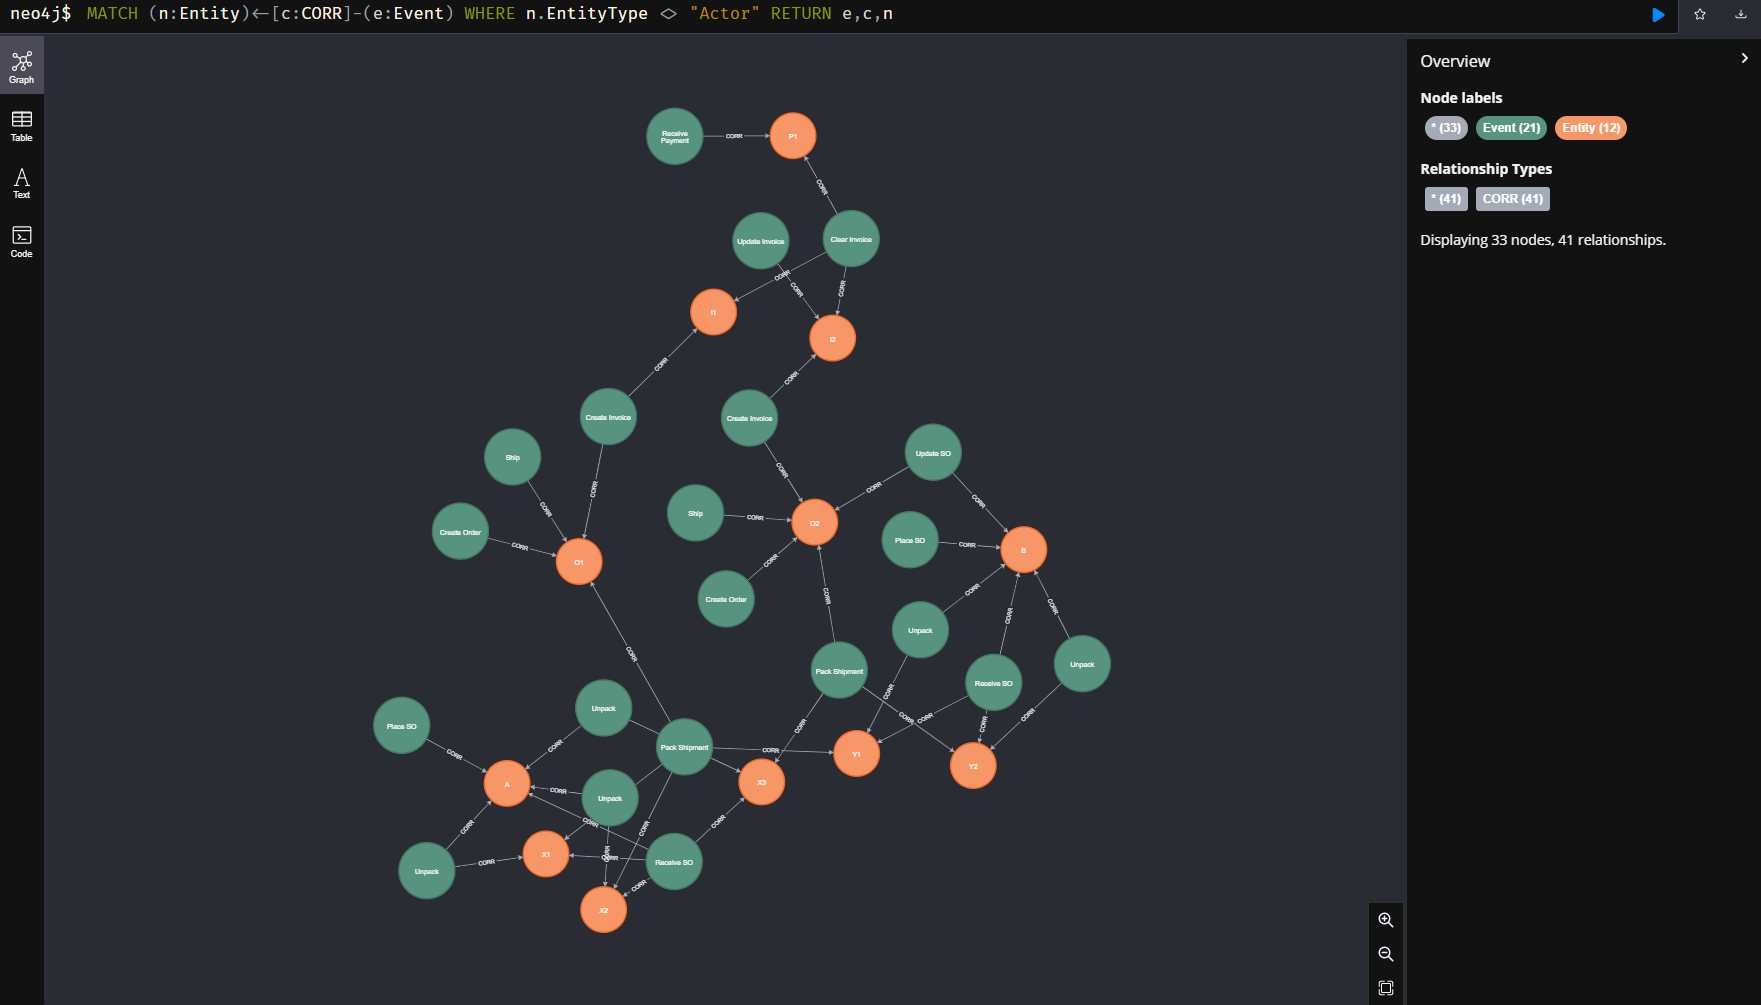 neo4j$ MATCH (n:Entity)<-[c:CORR]-(e:Event) WHERE n.EntityType <> "Actor" RETURN e,c,n
Graph
Table
Text
Code
Overview
Node labels
* (33) Event (21) Entity (12)
Relationship Types
* (41) CORR (41)
Displaying 33 nodes, 41 relationships.
Receive
Payment
CORR
P1
CORR
Update Invoice
Clear Invoice
CORR
CORR
CORR
I1
I2
CORR
CORR
Create Invoice
Create Invoice
Ship
Update SO
CORR
CORR
CORR
CORR
CORR
Ship
CORR
O2
Create Order
CORR
Place SO
CORR
B
O1
CORR
CORR
Create Order
CORR
CORR
CORR
Unpack
CORR
Pack Shipment
Unpack
Receive SO
CORR
Unpack
Place SO
CORR
CORR
CORR
CORR
CORR
CORR
CORR
Pack Shipment
CORR
Y1
Y2
CORR
A
CORR
X3
Unpack
CORR
CORR
CORR
CORR
X1
CORR
CORR
CORR
Receive SO
Unpack
CORR
X2